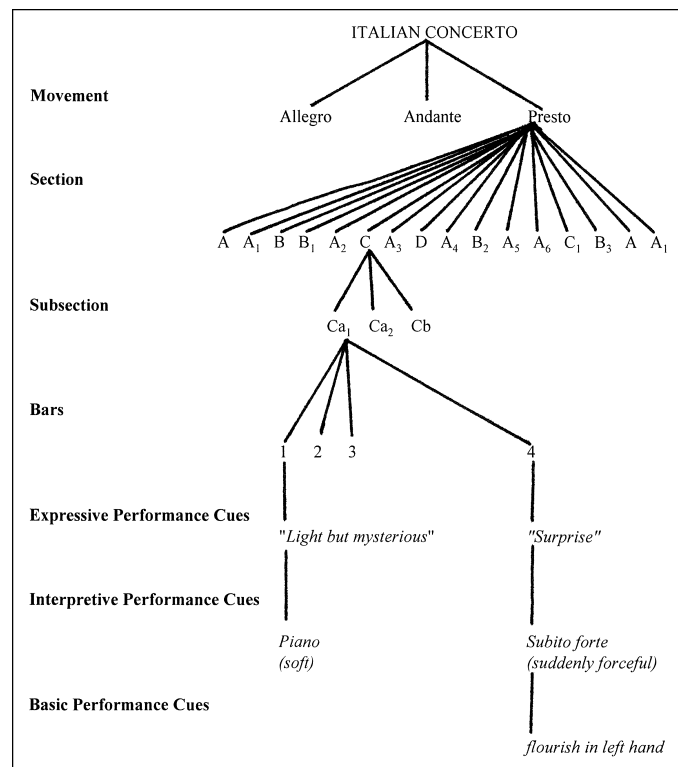 ITALIAN CONCERTO
Movement
Allegro Andante Presto
Section
A A₁ B B₁ A₂ C A₃ D A₄ B₂ A₅ A₆ C₁ B₃ A A₁
Subsection
Ca₁ Ca₂ Cb
Bars
1 2 3 4
Expressive Performance Cues
"Light but mysterious" "Surprise"
Interpretive Performance Cues
Piano Subito forte
(soft) (suddenly forceful)
Basic Performance Cues
flourish in left hand